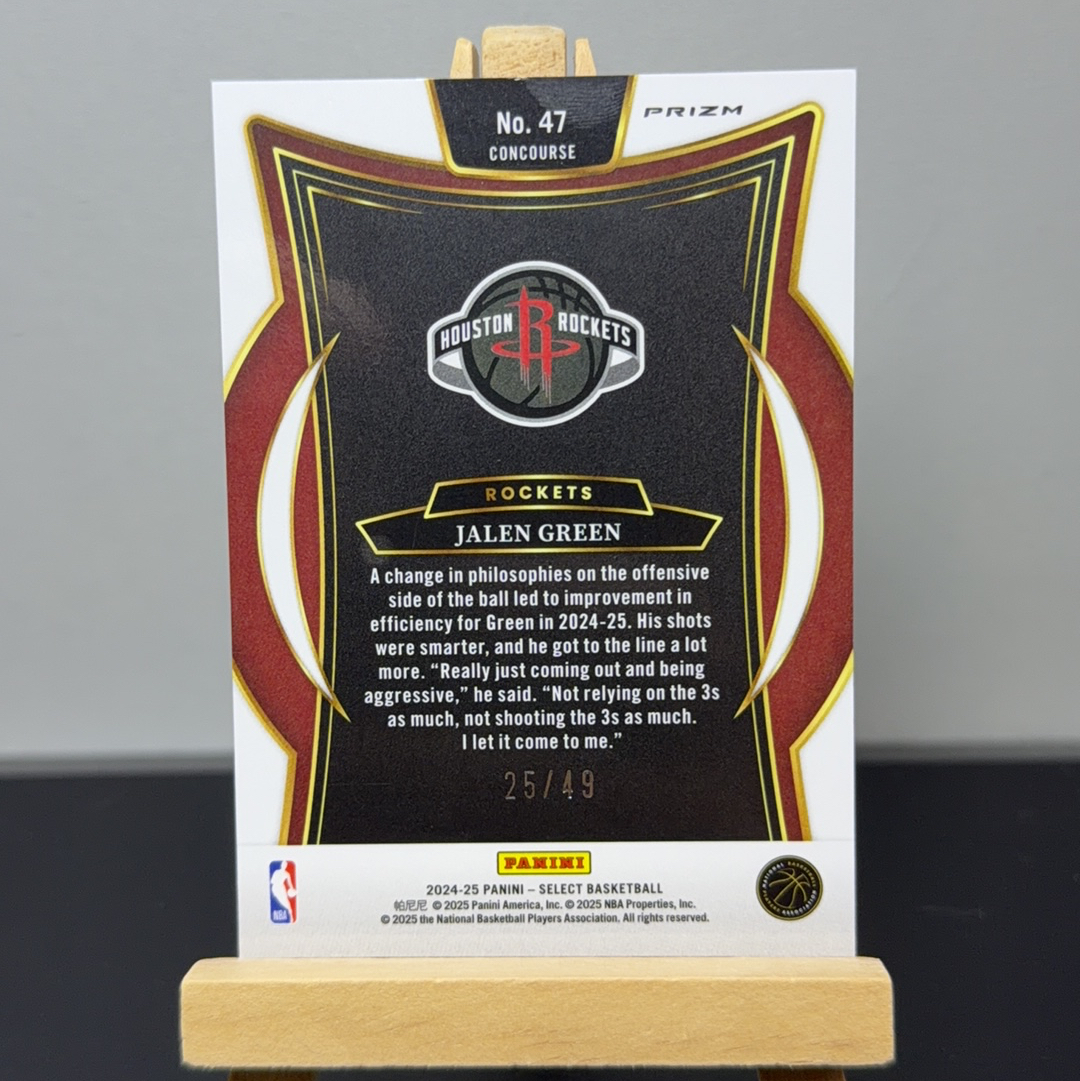 No. 47
CONCOURSE
PRIZM
HOUSTON R ROCKETS
ROCKETS
JALEN GREEN
A change in philosophies on the offensive
side of the ball led to improvement in
efficiency for Green in 2024-25. His shots
were smarter, and he got to the line a lot
more. “Really just coming out and being
aggressive,” he said. “Not relying on the 3s
as much, not shooting the 3s as much.
I let it come to me.”
25/49
PANINI
2024-25 PANINI – SELECT BASKETBALL
帕尼尼 © 2025 Panini America, Inc. © 2025 NBA Properties, Inc.
© 2025 the National Basketball Players Association. All rights reserved.
NBA
NATIONAL BASKETBALL
PLAYERS ASSOCIATION